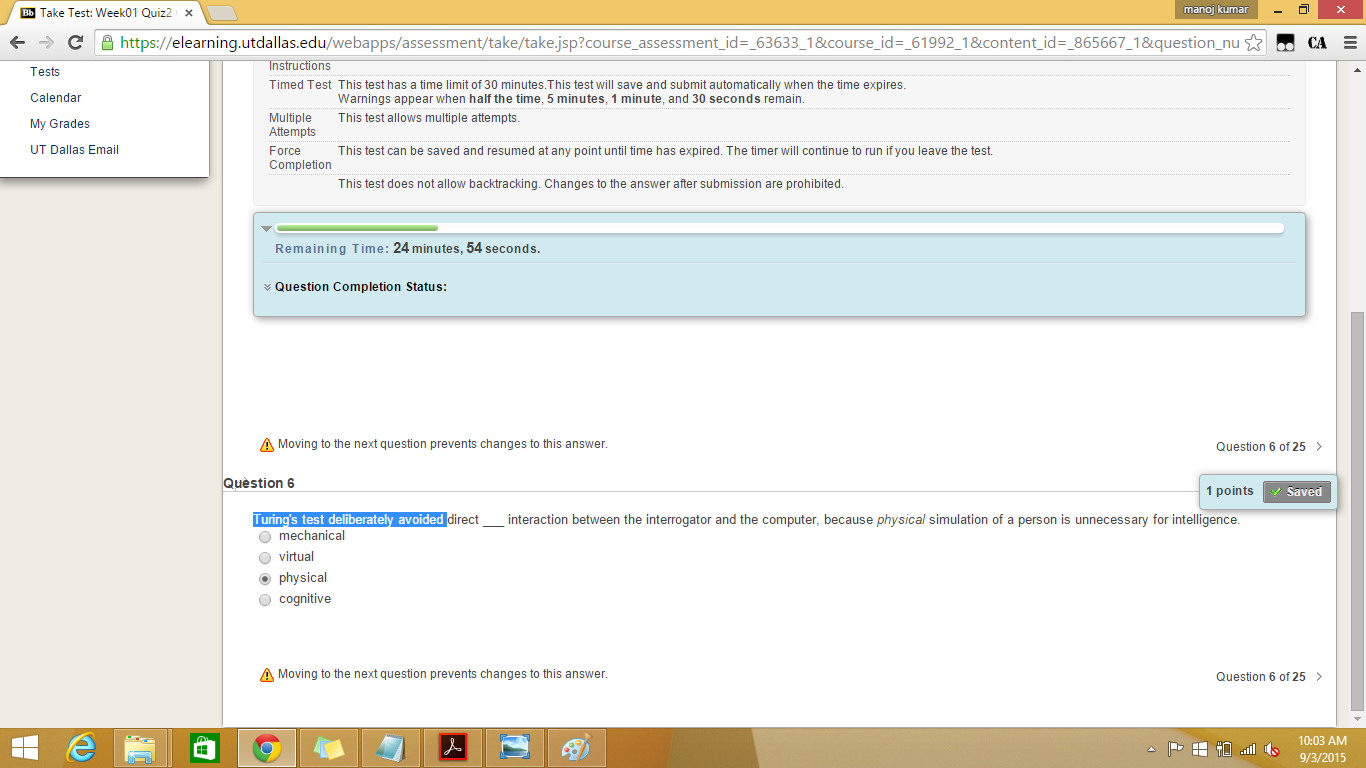 Take Test: Week01 Quiz2
manoj kumar
https://elearning.utdallas.edu/webapps/assessment/take/take.jsp?course_assessment_id=_63633_1&course_id=_61992_1&content_id=_865667_1&question_nu
CA
Tests
Calendar
My Grades
UT Dallas Email
Instructions
Timed Test This test has a time limit of 30 minutes.This test will save and submit automatically when the time expires.
Warnings appear when half the time, 5 minutes, 1 minute, and 30 seconds remain.
Multiple Attempts This test allows multiple attempts.
Force Completion This test can be saved and resumed at any point until time has expired. The timer will continue to run if you leave the test.
This test does not allow backtracking. Changes to the answer after submission are prohibited.
Remaining Time: 24 minutes, 54 seconds.
Question Completion Status:
Moving to the next question prevents changes to this answer.
Question 6 of 25
Question 6
1 points
Saved
Turing's test deliberately avoided direct ___ interaction between the interrogator and the computer, because physical simulation of a person is unnecessary for intelligence.
mechanical
virtual
physical
cognitive
Moving to the next question prevents changes to this answer.
Question 6 of 25
10:03 AM
9/3/2015